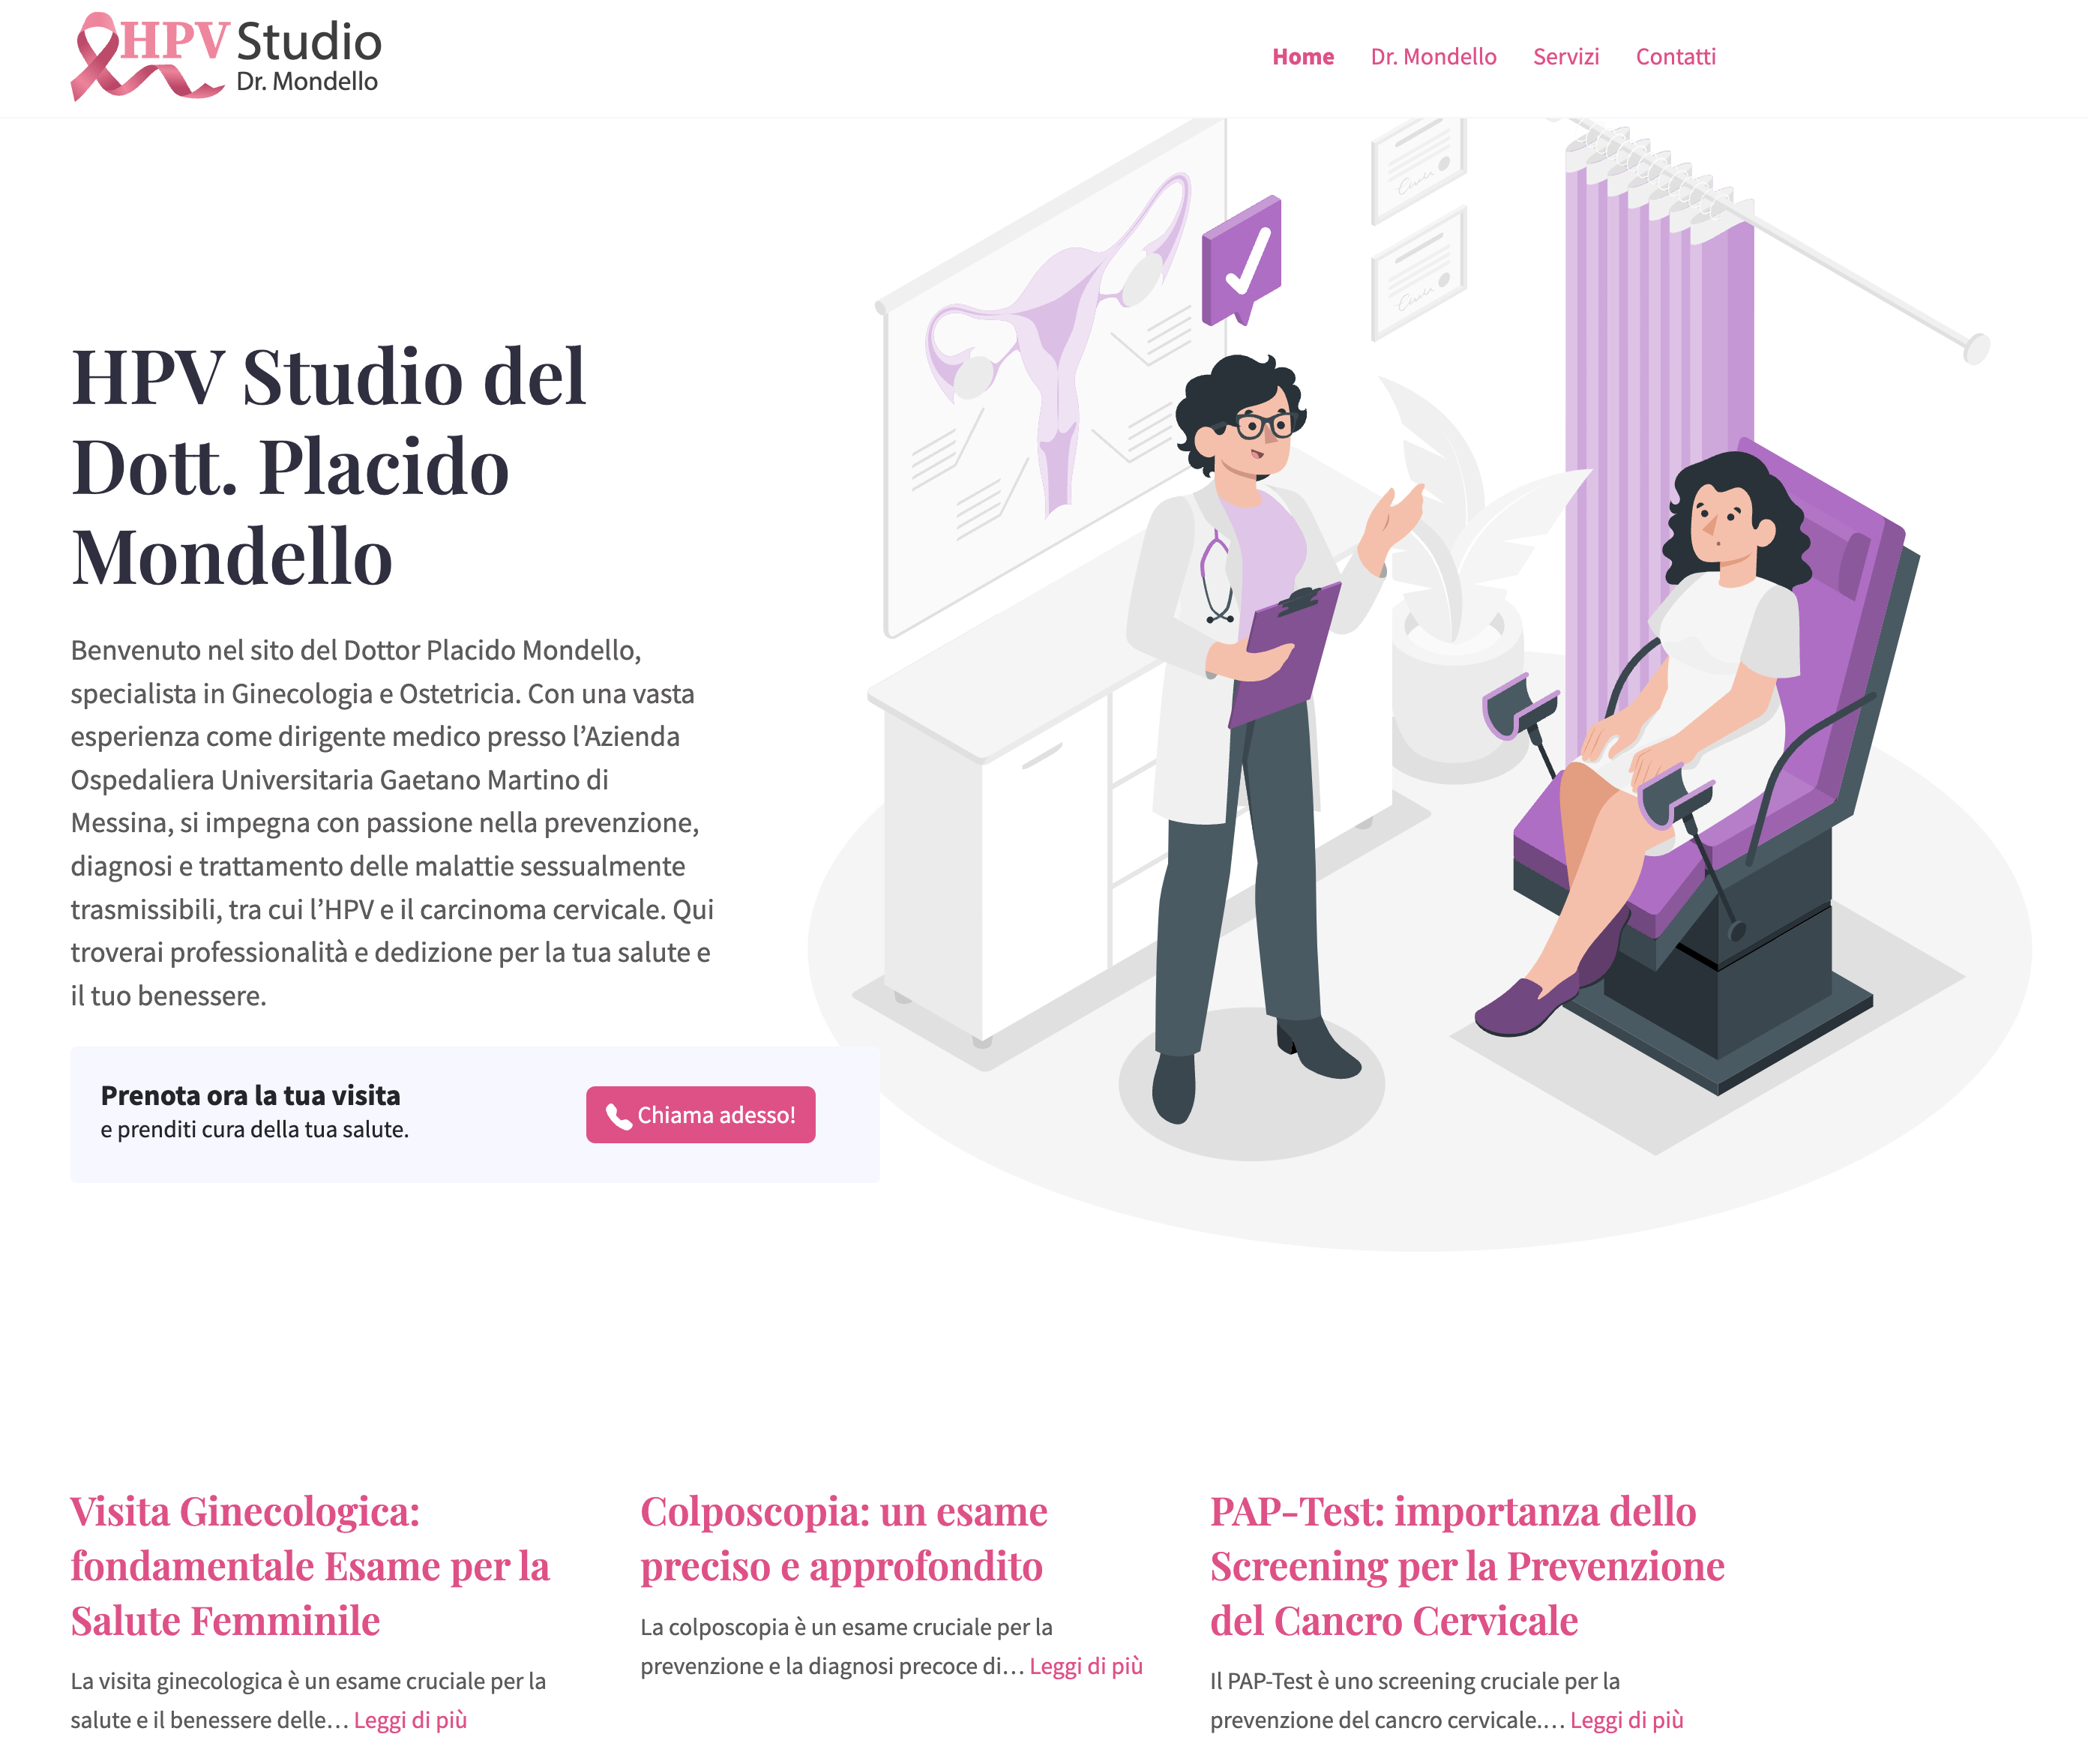 HPV Studio
Dr. Mondello
Home Dr. Mondello Servizi Contatti
HPV Studio del
Dott. Placido
Mondello
Benvenuto nel sito del Dottor Placido Mondello,
specialista in Ginecologia e Ostetricia. Con una vasta
esperienza come dirigente medico presso l’Azienda
Ospedaliera Universitaria Gaetano Martino di
Messina, si impegna con passione nella prevenzione,
diagnosi e trattamento delle malattie sessualmente
trasmissibili, tra cui l’HPV e il carcinoma cervicale. Qui
troverai professionalità e dedizione per la tua salute e
il tuo benessere.
Prenota ora la tua visita
e prenditi cura della tua salute.
Chiama adesso!
Visita Ginecologica:
fondamentale Esame per la
Salute Femminile
La visita ginecologica è un esame cruciale per la
salute e il benessere delle… Leggi di più
Colposcopia: un esame
preciso e approfondito
La colposcopia è un esame cruciale per la
prevenzione e la diagnosi precoce di… Leggi di più
PAP-Test: importanza dello
Screening per la Prevenzione
del Cancro Cervicale
Il PAP-Test è uno screening cruciale per la
prevenzione del cancro cervicale.… Leggi di più